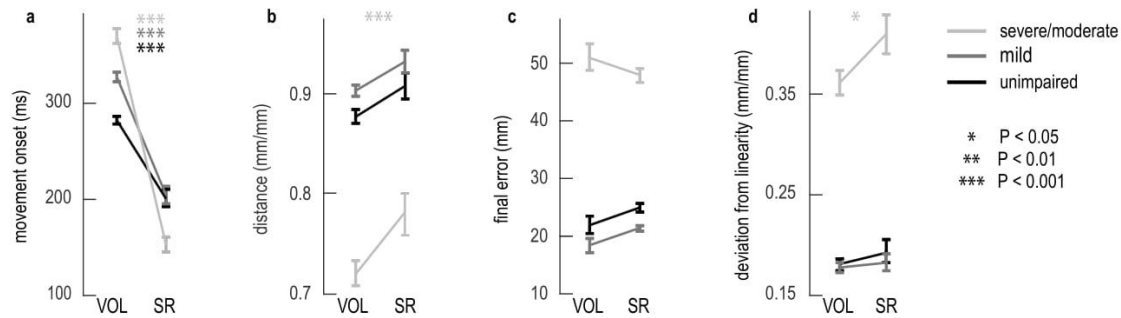 a
***
***
***
movement onset (ms)
300
200
100
VOL SR
b
***
distance (mm/mm)
0.9
0.8
0.7
VOL SR
c
final error (mm)
50
40
30
20
10
VOL SR
d
*
deviation from linearity (mm/mm)
0.35
0.25
0.15
VOL SR
severe/moderate
mild
unimpaired
* P < 0.05
** P < 0.01
*** P < 0.001